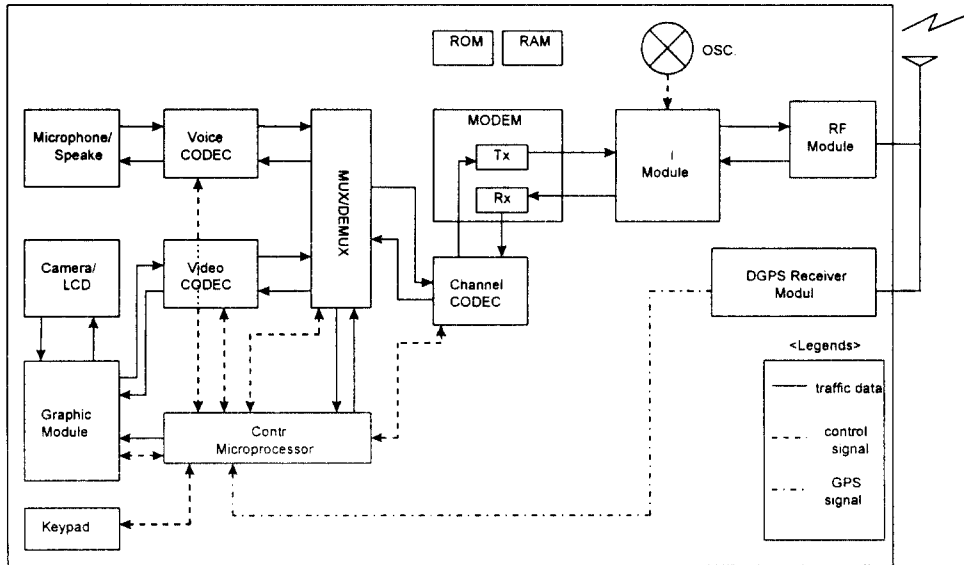 ROM
RAM
OSC.
Microphone/
Speake
Voice
CODEC
MUX/DEMUX
MODEM
Tx
Rx
I
Module
RF
Module
Camera/
LCD
Video
CODEC
Channel
CODEC
DGPS Receiver
Modul
<Legends>
traffic data
control
signal
GPS
signal
Graphic
Module
Contr
Microprocessor
Keypad